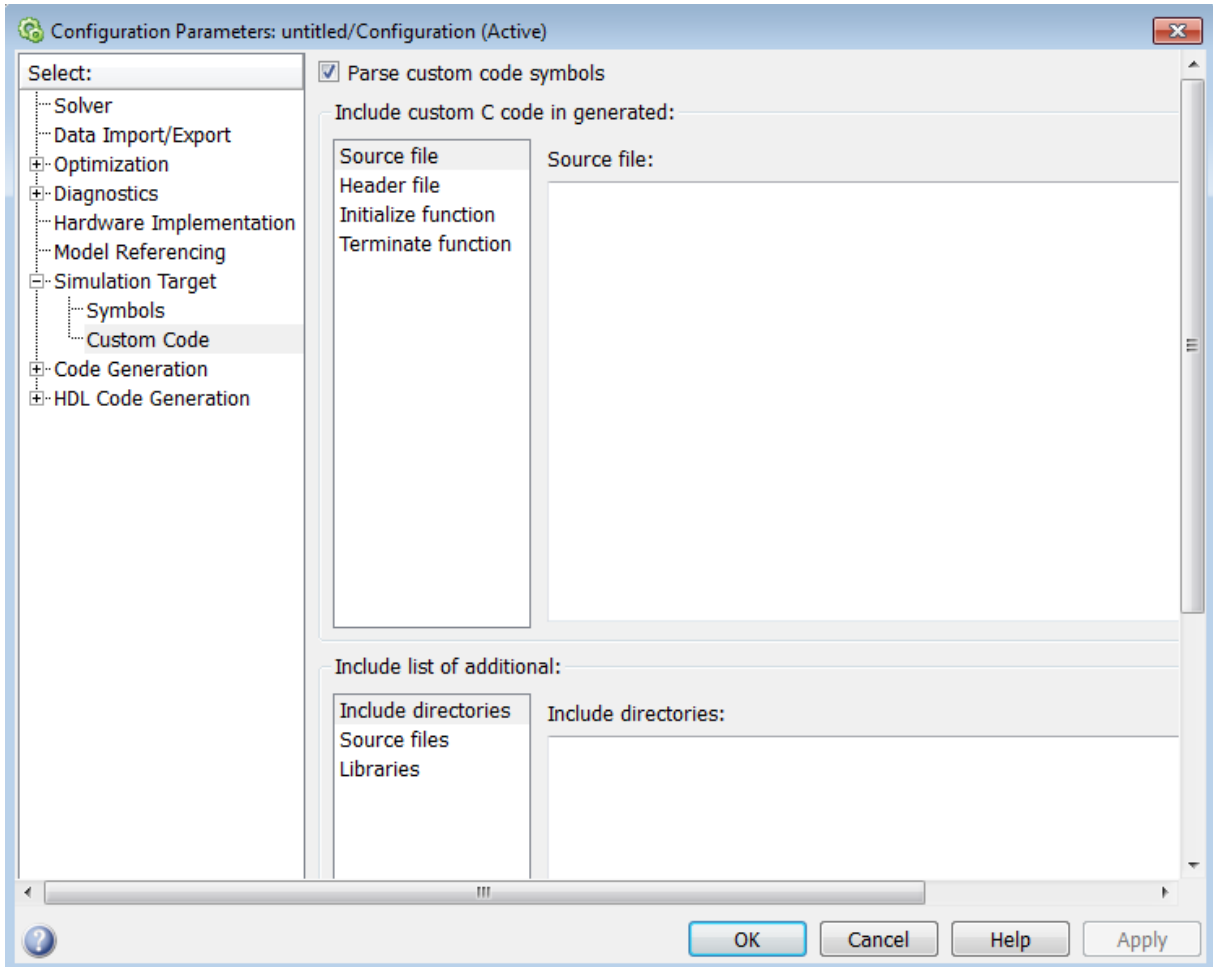 Configuration Parameters: untitled/Configuration (Active)
Select:
Solver
Data Import/Export
Optimization
Diagnostics
Hardware Implementation
Model Referencing
Simulation Target
Symbols
Custom Code
Code Generation
HDL Code Generation
Parse custom code symbols
Include custom C code in generated:
Source file
Header file
Initialize function
Terminate function
Source file:
Include list of additional:
Include directories
Source files
Libraries
Include directories:
OK
Cancel
Help
Apply